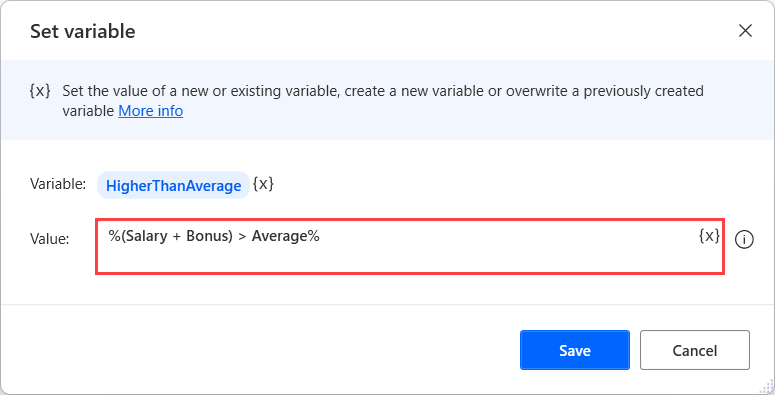 Set variable
{x} Set the value of a new or existing variable, create a new variable or overwrite a previously created
variable More info
Variable: HigherThanAverage {x}
Value: %(Salary + Bonus) > Average% {x}
Save Cancel